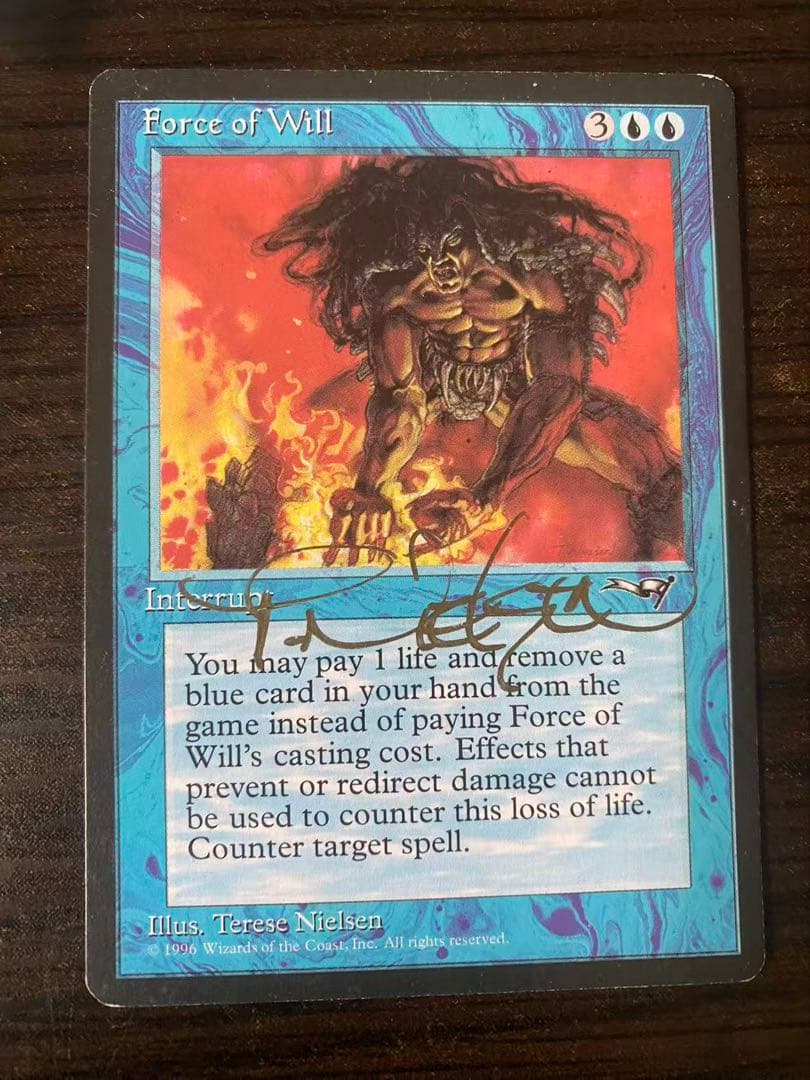 Force of Will 3
Interrupt
You may pay 1 life and remove a
blue card in your hand from the
game instead of paying Force of
Will's casting cost. Effects that
prevent or redirect damage cannot
be used to counter this loss of life.
Counter target spell.
Illus. Terese Nielsen
© 1996 Wizards of the Coast, Inc. All rights reserved.